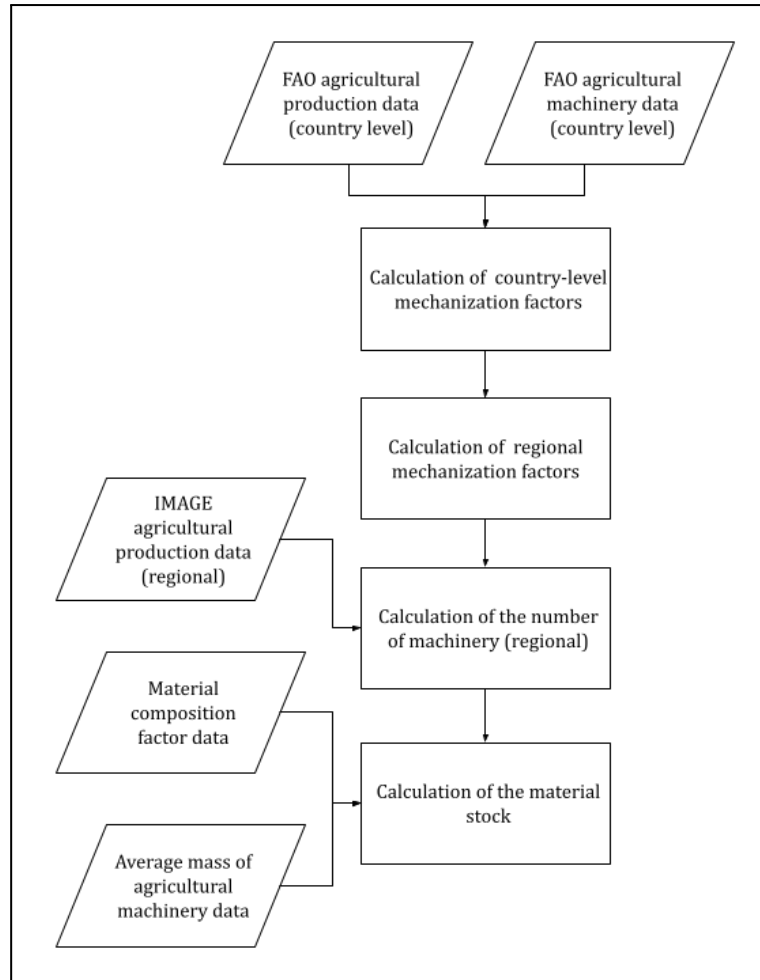 FAO agricultural
production data
(country level)
FAO agricultural
machinery data
(country level)
Calculation of country-level
mechanization factors
Calculation of regional
mechanization factors
IMAGE
agricultural
production data
(regional)
Calculation of the number
of machinery (regional)
Material
composition
factor data
Calculation of the material
stock
Average mass of
agricultural
machinery data